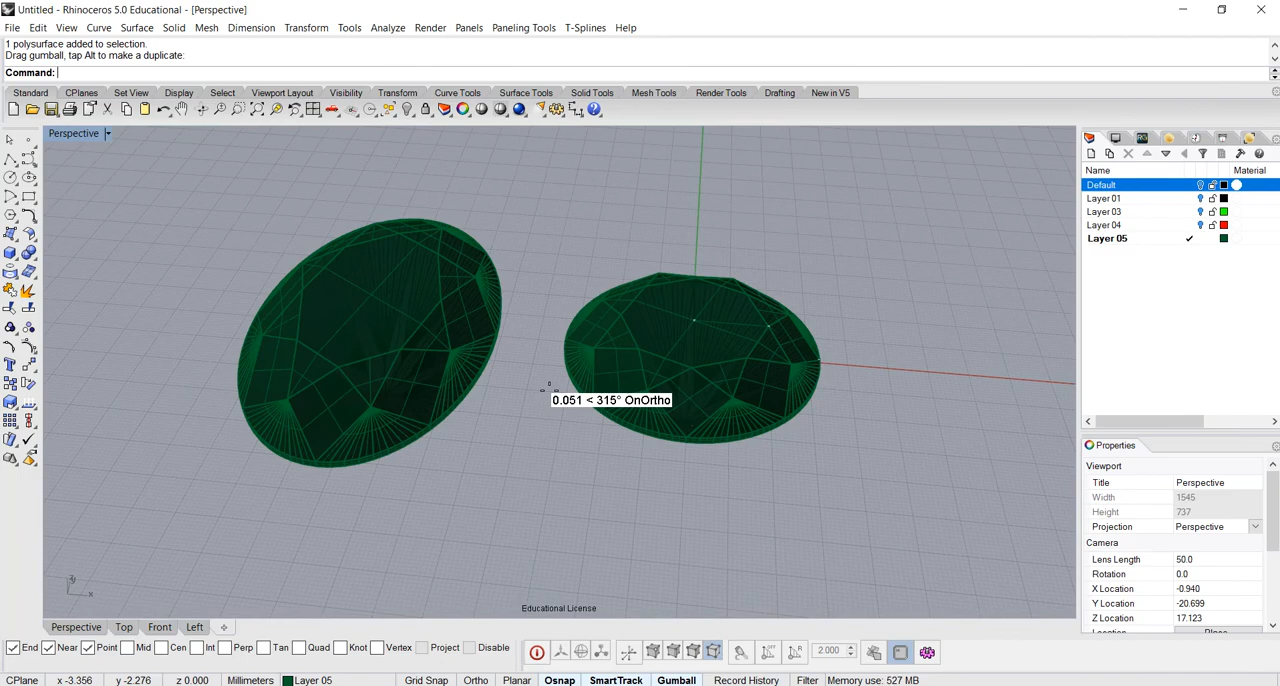 Untitled - Rhinoceros 5.0 Educational - [Perspective]
File Edit View Curve Surface Solid Mesh Dimension Transform Tools Analyze Render Panels Paneling Tools T-Splines Help
1 polysurface added to selection.
Drag gumball, tap Alt to make a duplicate:
Command:
Standard CPlanes Set View Display Select Viewport Layout Visibility Transform Curve Tools Surface Tools Solid Tools Mesh Tools Render Tools Drafting New in V5
Perspective
Name Material
Default
Layer 01
Layer 03
Layer 04
Layer 05
0.051 < 315° OnOrtho
Properties
Viewport
Title Perspective
Width 1545
Height 737
Projection Perspective
Camera
Lens Length 50.0
Rotation 0.0
X Location -0.940
Y Location -20.699
Z Location 17.123
x
Educational License
Perspective Top Front Left
End Near Point Mid Cen Int Perp Tan Quad Knot Vertex Project Disable
2.000
CPlane x -3.356 y -2.276 z 0.000 Millimeters Layer 05 Grid Snap Ortho Planar Osnap SmartTrack Gumball Record History Filter Memory use: 527 MB